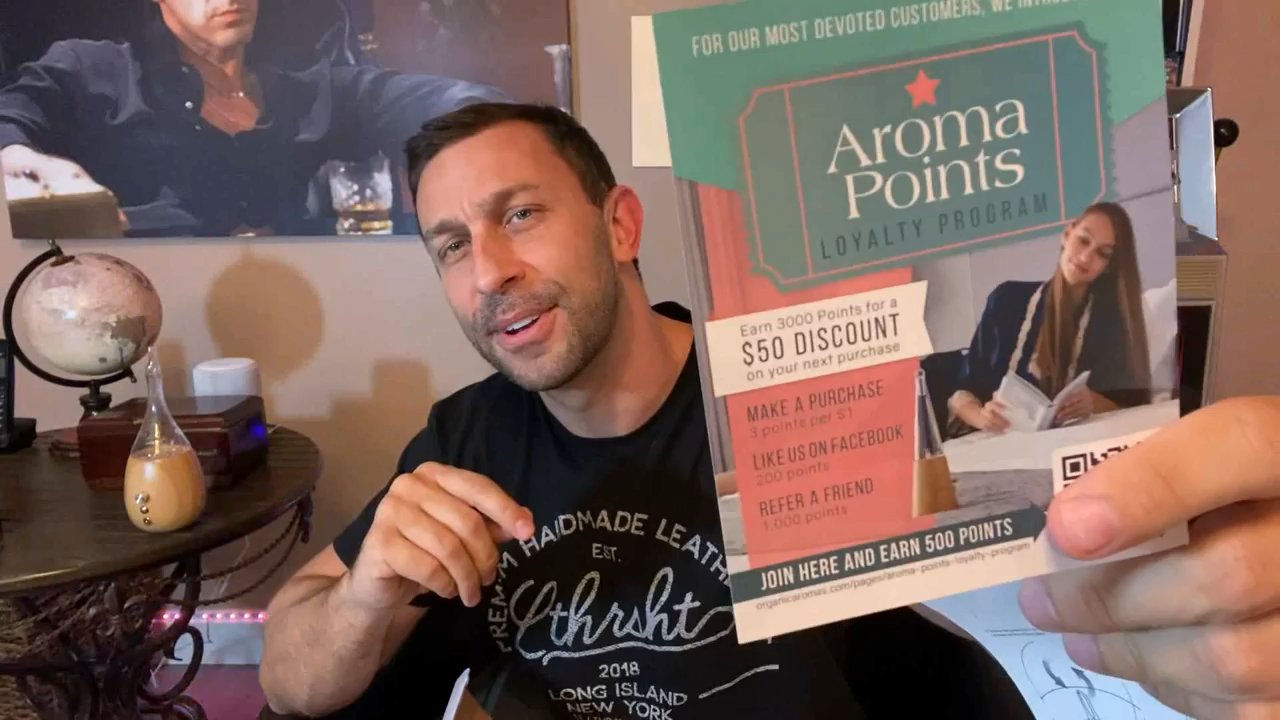 FOR OUR MOST DEVOTED CUSTOMERS, WE
Aroma
Points
LOYALTY PROGRAM
Earn 3000 Points for a
$50 DISCOUNT
on your next purchase
MAKE A PURCHASE
3 points per $1
LIKE US ON FACEBOOK
200 points
REFER A FRIEND
1,000 points
JOIN HERE AND EARN 500 POINTS
organicaromas.com/pages/aroma-points-loyalty-program
PREMIUM HANDMADE LEATH
EST.
Cthrsht
2018
LONG ISLAND
NEW YORK